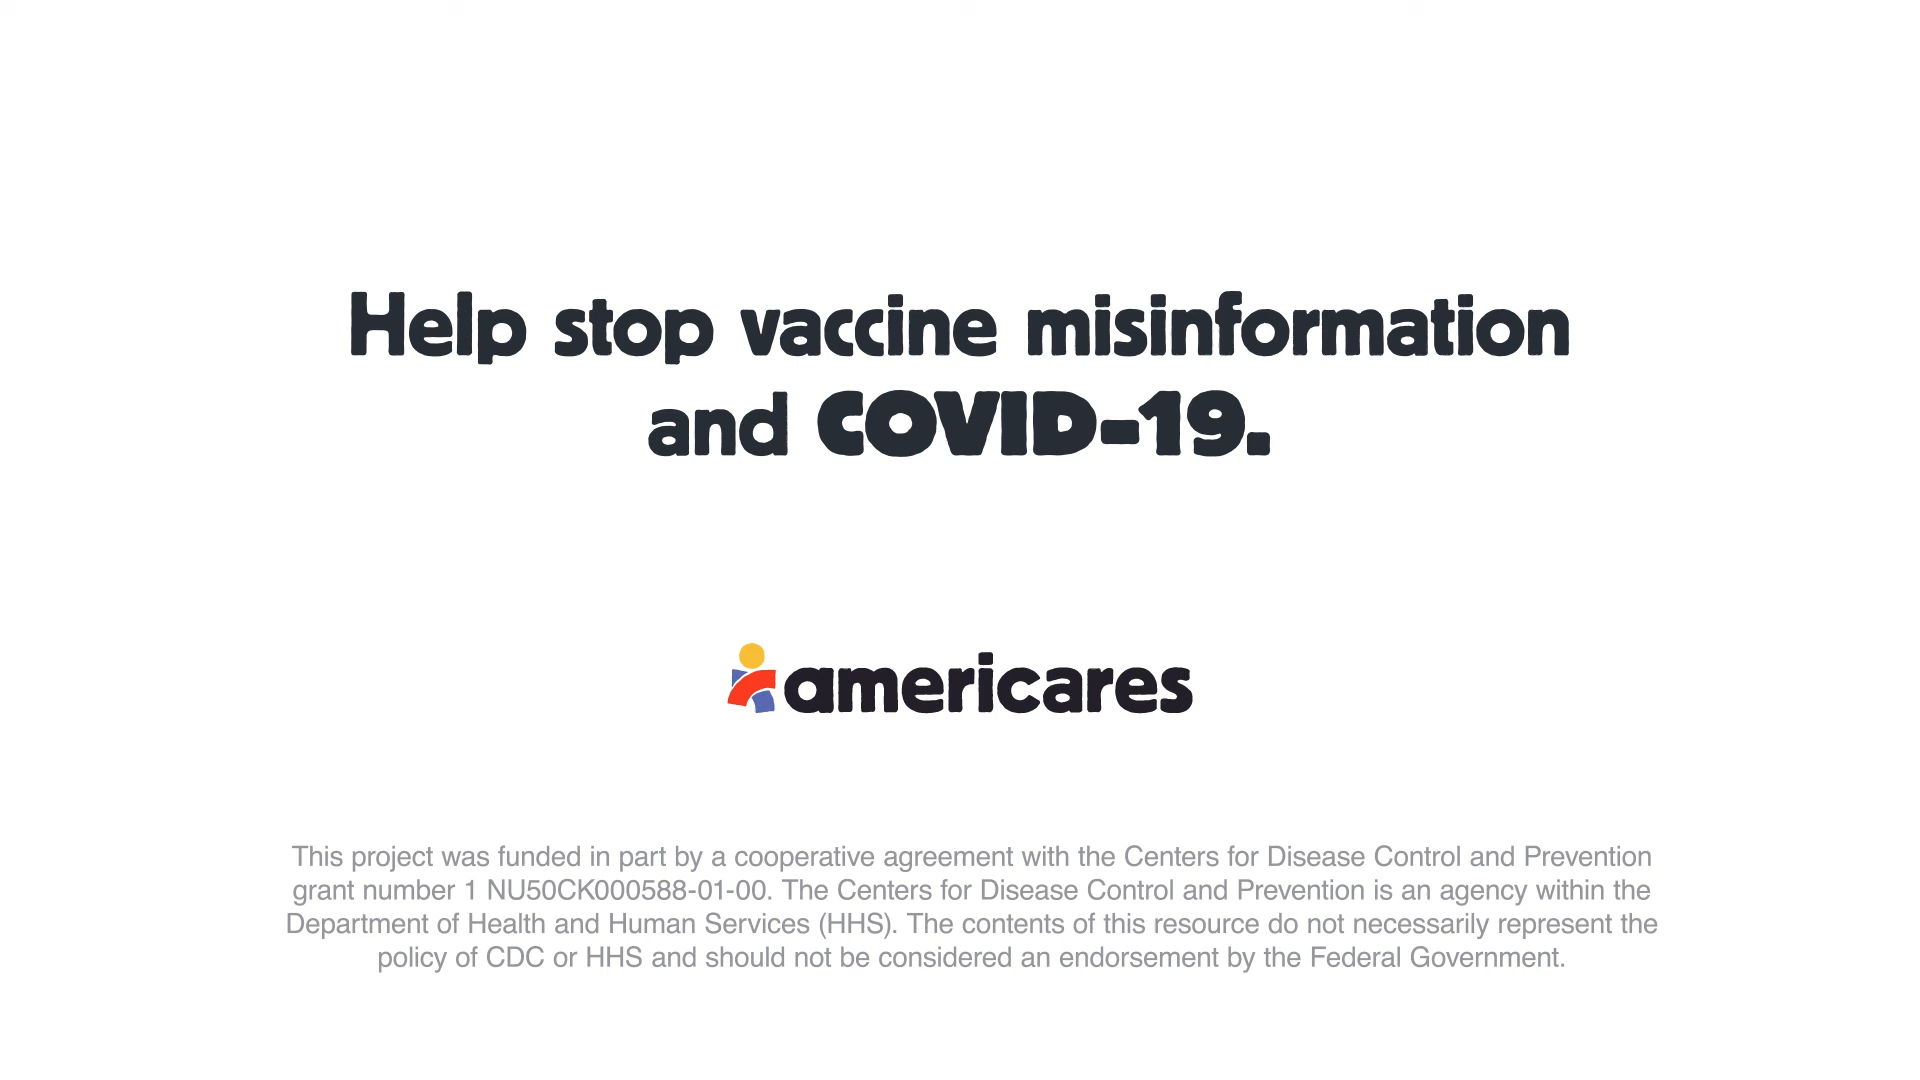 Help stop vaccine misinformation
and COVID-19.
americares
This project was funded in part by a cooperative agreement with the Centers for Disease Control and Prevention
grant number 1 NU50CK000588-01-00. The Centers for Disease Control and Prevention is an agency within the
Department of Health and Human Services (HHS). The contents of this resource do not necessarily represent the
policy of CDC or HHS and should not be considered an endorsement by the Federal Government.